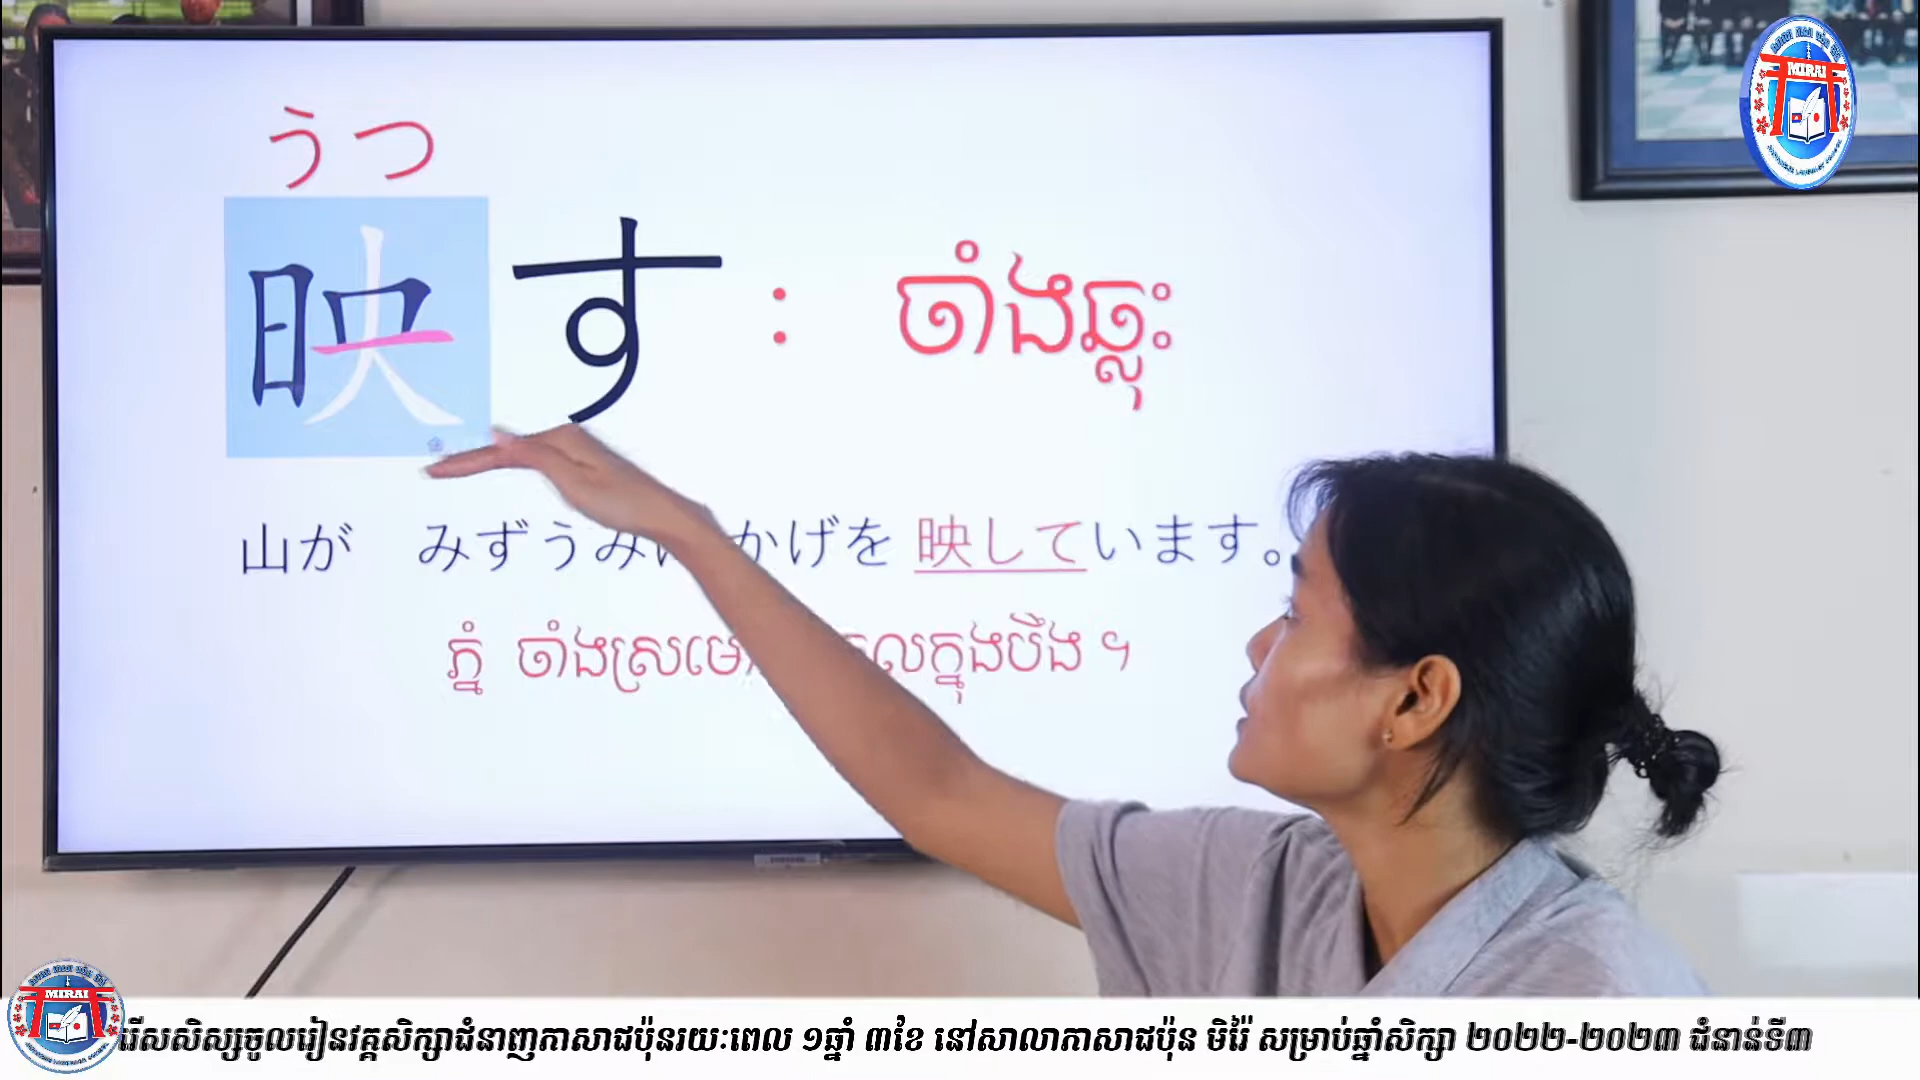 うつ
映す : ចាំងឆ្លុះ
山が みずうみ かげを 映しています。
ភ្នំ ចាំងស្រមោ ក្នុងបឹង ។
MIRAI
MIRAI
រើសសិស្សចូលរៀនវគ្គសិក្សាជំនាញភាសាជប៉ុនរយៈពេល ១ឆ្នាំ ៣ខែ នៅសាលាភាសាជប៉ុន មិរ៉ៃ សម្រាប់ឆ្នាំសិក្សា ២០២២-២០២៣ ជំនាន់ទី៣